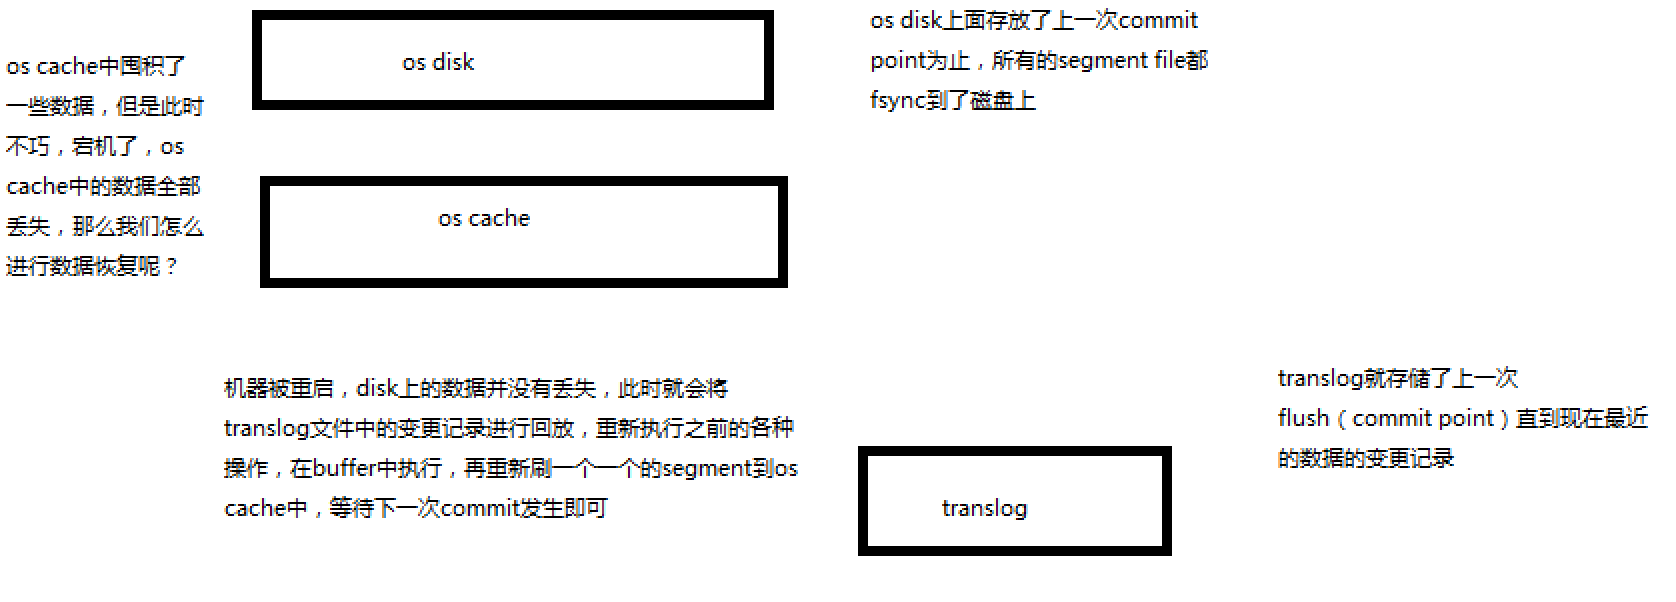 os cache中囤积了
一些数据，但是此时
不巧，宕机了，os
cache中的数据全部
丢失，那么我们怎么
进行数据恢复呢？
os disk
os disk上面存放了上一次commit
point为止，所有的segment file都
fsync到了磁盘上
os cache
机器被重启，disk上的数据并没有丢失，此时就会将
translog文件中的变更记录进行回放，重新执行之前的各种
操作，在buffer中执行，再重新刷一个一个的segment到os
cache中，等待下一次commit发生即可
translog
translog就存储了上一次
flush（commit point）直到现在最近
的数据的变更记录